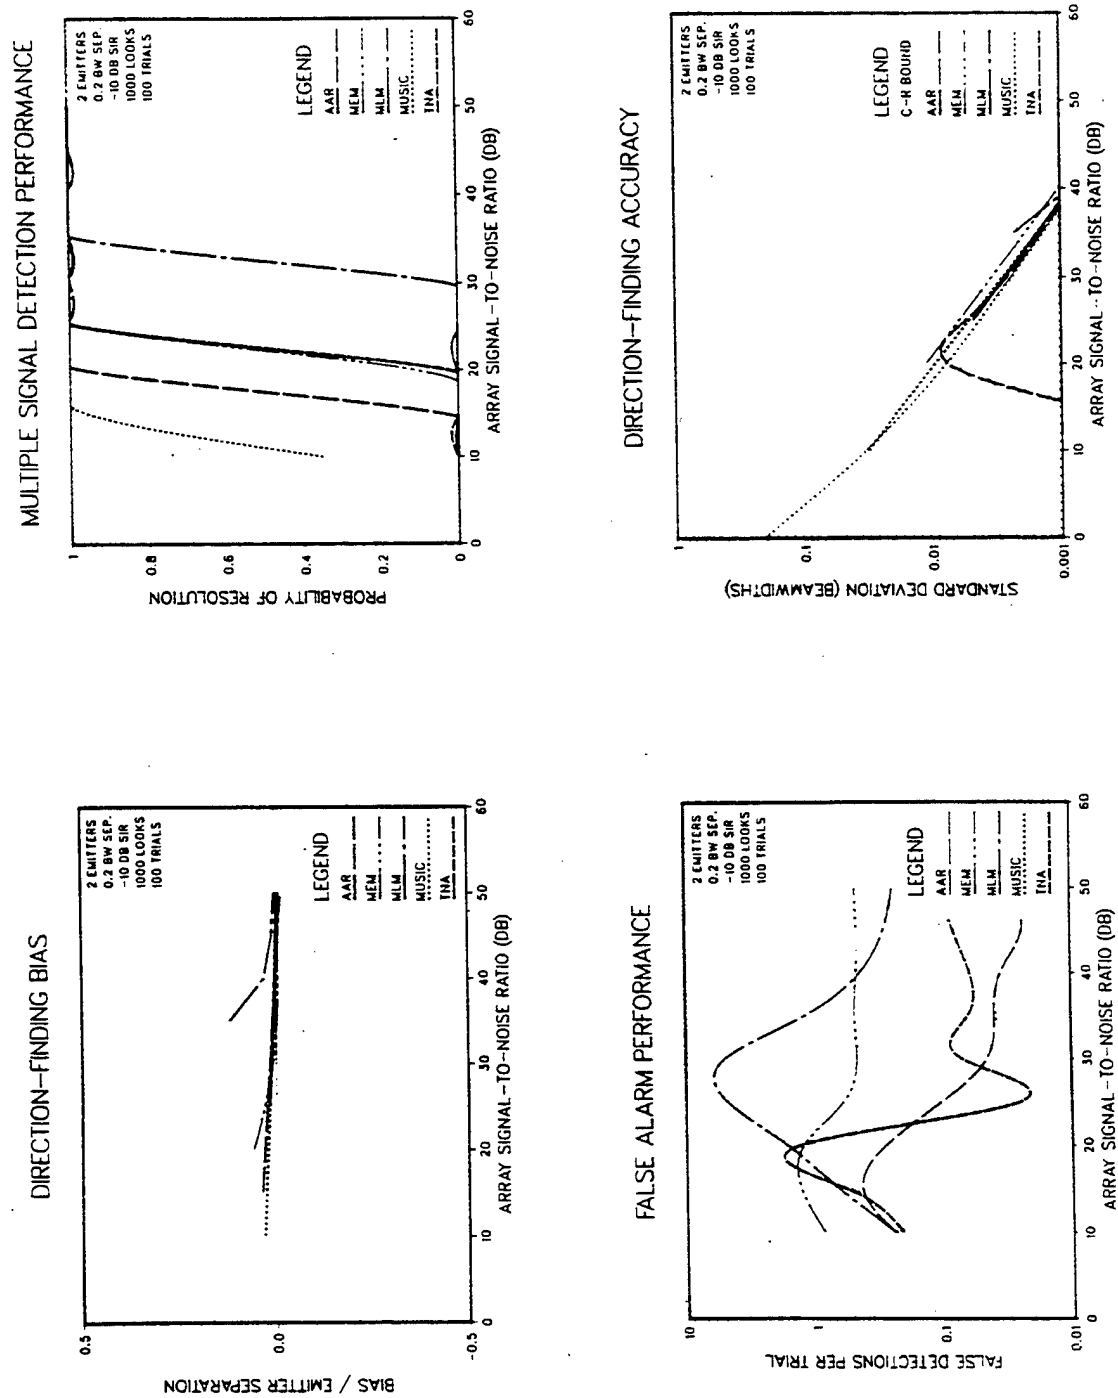 DIRECTION-FINDING BIAS
2 EMITTERS
0.2 BW SEP.
-10 DB SIR
1000 LOOKS
100 TRIALS
LEGEND
AAR
MEM
MLM
MUSIC
TNA
BIAS / EMITTER SEPARATION
0.5
0.0
-0.5
0 10 20 30 40 50 60
ARRAY SIGNAL-TO-NOISE RATIO (DB)
MULTIPLE SIGNAL DETECTION PERFORMANCE
2 EMITTERS
0.2 BW SEP.
-10 DB SIR
1000 LOOKS
100 TRIALS
LEGEND
AAR
MEM
MLM
MUSIC
TNA
PROBABILITY OF RESOLUTION
1
0.8
0.6
0.4
0.2
0
0 10 20 30 40 50 60
ARRAY SIGNAL-TO-NOISE RATIO (DB)
FALSE ALARM PERFORMANCE
2 EMITTERS
0.2 BW SEP.
-10 DB SIR
1000 LOOKS
100 TRIALS
LEGEND
AAR
MEM
MLM
MUSIC
TNA
FALSE DETECTIONS PER TRIAL
10
1
0.1
0.01
0 10 20 30 40 50 60
ARRAY SIGNAL-TO-NOISE RATIO (DB)
DIRECTION-FINDING ACCURACY
2 EMITTERS
0.2 BW SEP.
-10 DB SIR
1000 LOOKS
100 TRIALS
LEGEND
C-R BOUND
AAR
MEM
MLM
MUSIC
TNA
STANDARD DEVIATION (BEAMWIDTHS)
1
0.1
0.01
0.001
0 10 20 30 40 50 60
ARRAY SIGNAL-TO-NOISE RATIO (DB)